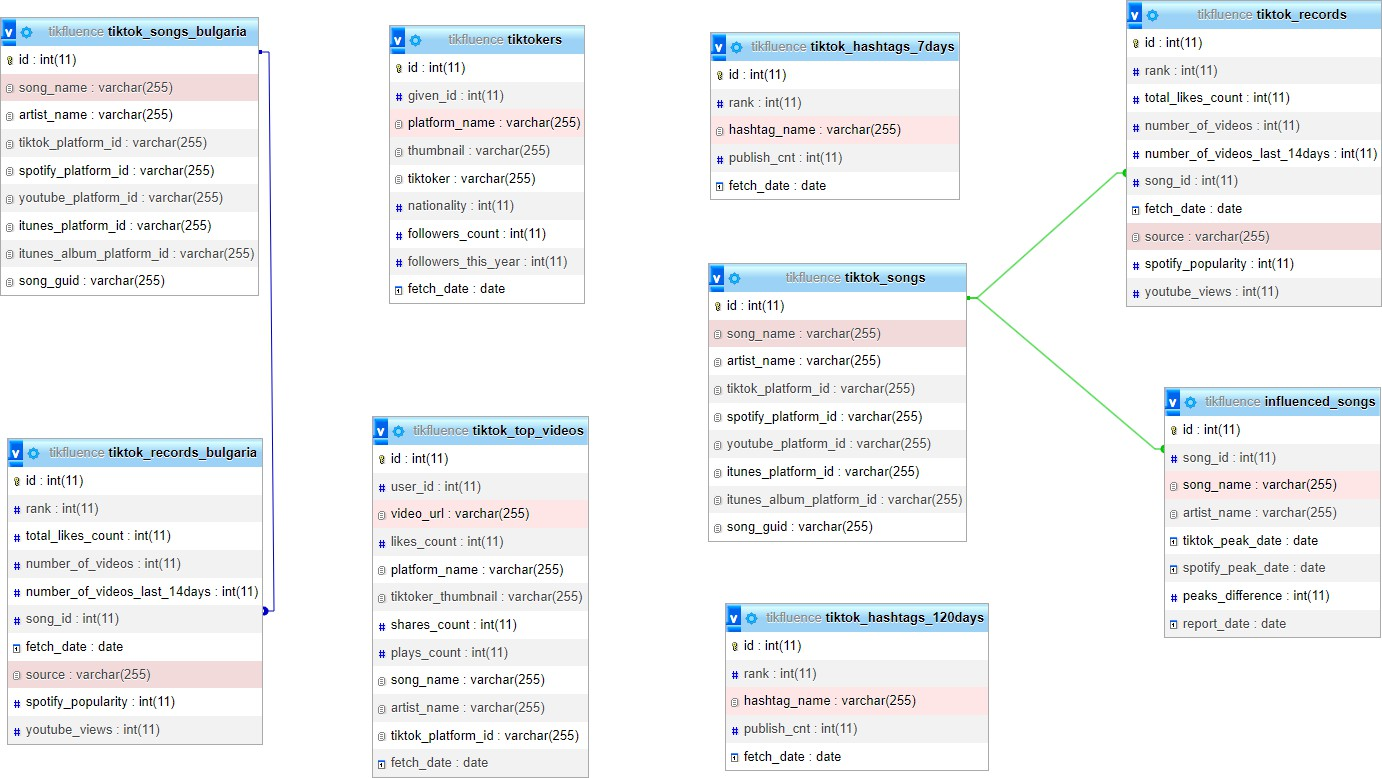 v tikfluence tiktok_songs_bulgaria
id : int(11)
song_name : varchar(255)
artist_name : varchar(255)
tiktok_platform_id : varchar(255)
spotify_platform_id : varchar(255)
youtube_platform_id : varchar(255)
itunes_platform_id : varchar(255)
itunes_album_platform_id : varchar(255)
song_guid : varchar(255)
v tikfluence tiktokers
id : int(11)
# given_id : int(11)
platform_name : varchar(255)
thumbnail : varchar(255)
tiktoker : varchar(255)
# nationality : int(11)
# followers_count : int(11)
# followers_this_year : int(11)
fetch_date : date
v tikfluence tiktok_hashtags_7days
id : int(11)
# rank : int(11)
hashtag_name : varchar(255)
# publish_cnt : int(11)
fetch_date : date
v tikfluence tiktok_records
id : int(11)
# rank : int(11)
# total_likes_count : int(11)
# number_of_videos : int(11)
# number_of_videos_last_14days : int(11)
# song_id : int(11)
fetch_date : date
source : varchar(255)
# spotify_popularity : int(11)
# youtube_views : int(11)
v tikfluence tiktok_songs
id : int(11)
song_name : varchar(255)
artist_name : varchar(255)
tiktok_platform_id : varchar(255)
spotify_platform_id : varchar(255)
youtube_platform_id : varchar(255)
itunes_platform_id : varchar(255)
itunes_album_platform_id : varchar(255)
song_guid : varchar(255)
v tikfluence influenced_songs
id : int(11)
# song_id : int(11)
song_name : varchar(255)
artist_name : varchar(255)
tiktok_peak_date : date
spotify_peak_date : date
# peaks_difference : int(11)
report_date : date
v tikfluence tiktok_records_bulgaria
id : int(11)
# rank : int(11)
# total_likes_count : int(11)
# number_of_videos : int(11)
# number_of_videos_last_14days : int(11)
# song_id : int(11)
fetch_date : date
source : varchar(255)
# spotify_popularity : int(11)
# youtube_views : int(11)
v tikfluence tiktok_top_videos
id : int(11)
# user_id : int(11)
video_url : varchar(255)
# likes_count : int(11)
platform_name : varchar(255)
tiktoker_thumbnail : varchar(255)
# shares_count : int(11)
# plays_count : int(11)
song_name : varchar(255)
artist_name : varchar(255)
tiktok_platform_id : varchar(255)
fetch_date : date
v tikfluence tiktok_hashtags_120days
id : int(11)
# rank : int(11)
hashtag_name : varchar(255)
# publish_cnt : int(11)
fetch_date : date